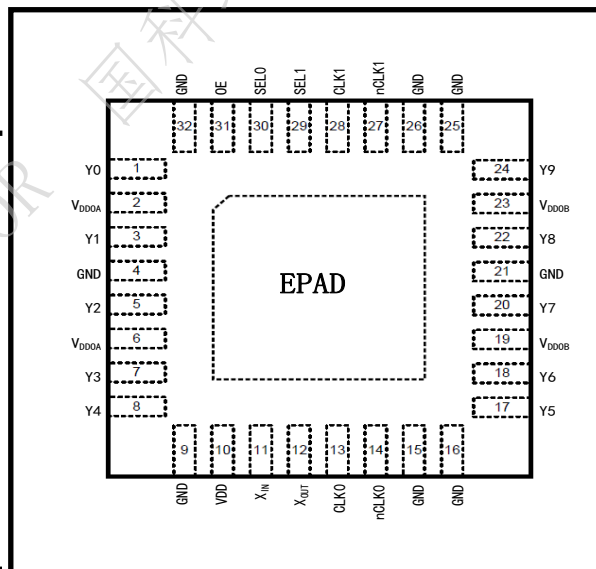 国科
OR
GND OE SEL0 SEL1 CLK1 nCLK1 GND GND
32 31 30 29 28 27 26 25
Y0 1 24 Y9
VDDOA 2 23 VDDOB
Y1 3 22 Y8
GND 4 21 GND
EPAD
Y2 5 20 Y7
VDDOA 6 19 VDDOB
Y3 7 18 Y6
Y4 8 17 Y5
9 10 11 12 13 14 15 16
GND VDD XIN XOUT CLK0 nCLK0 GND GND